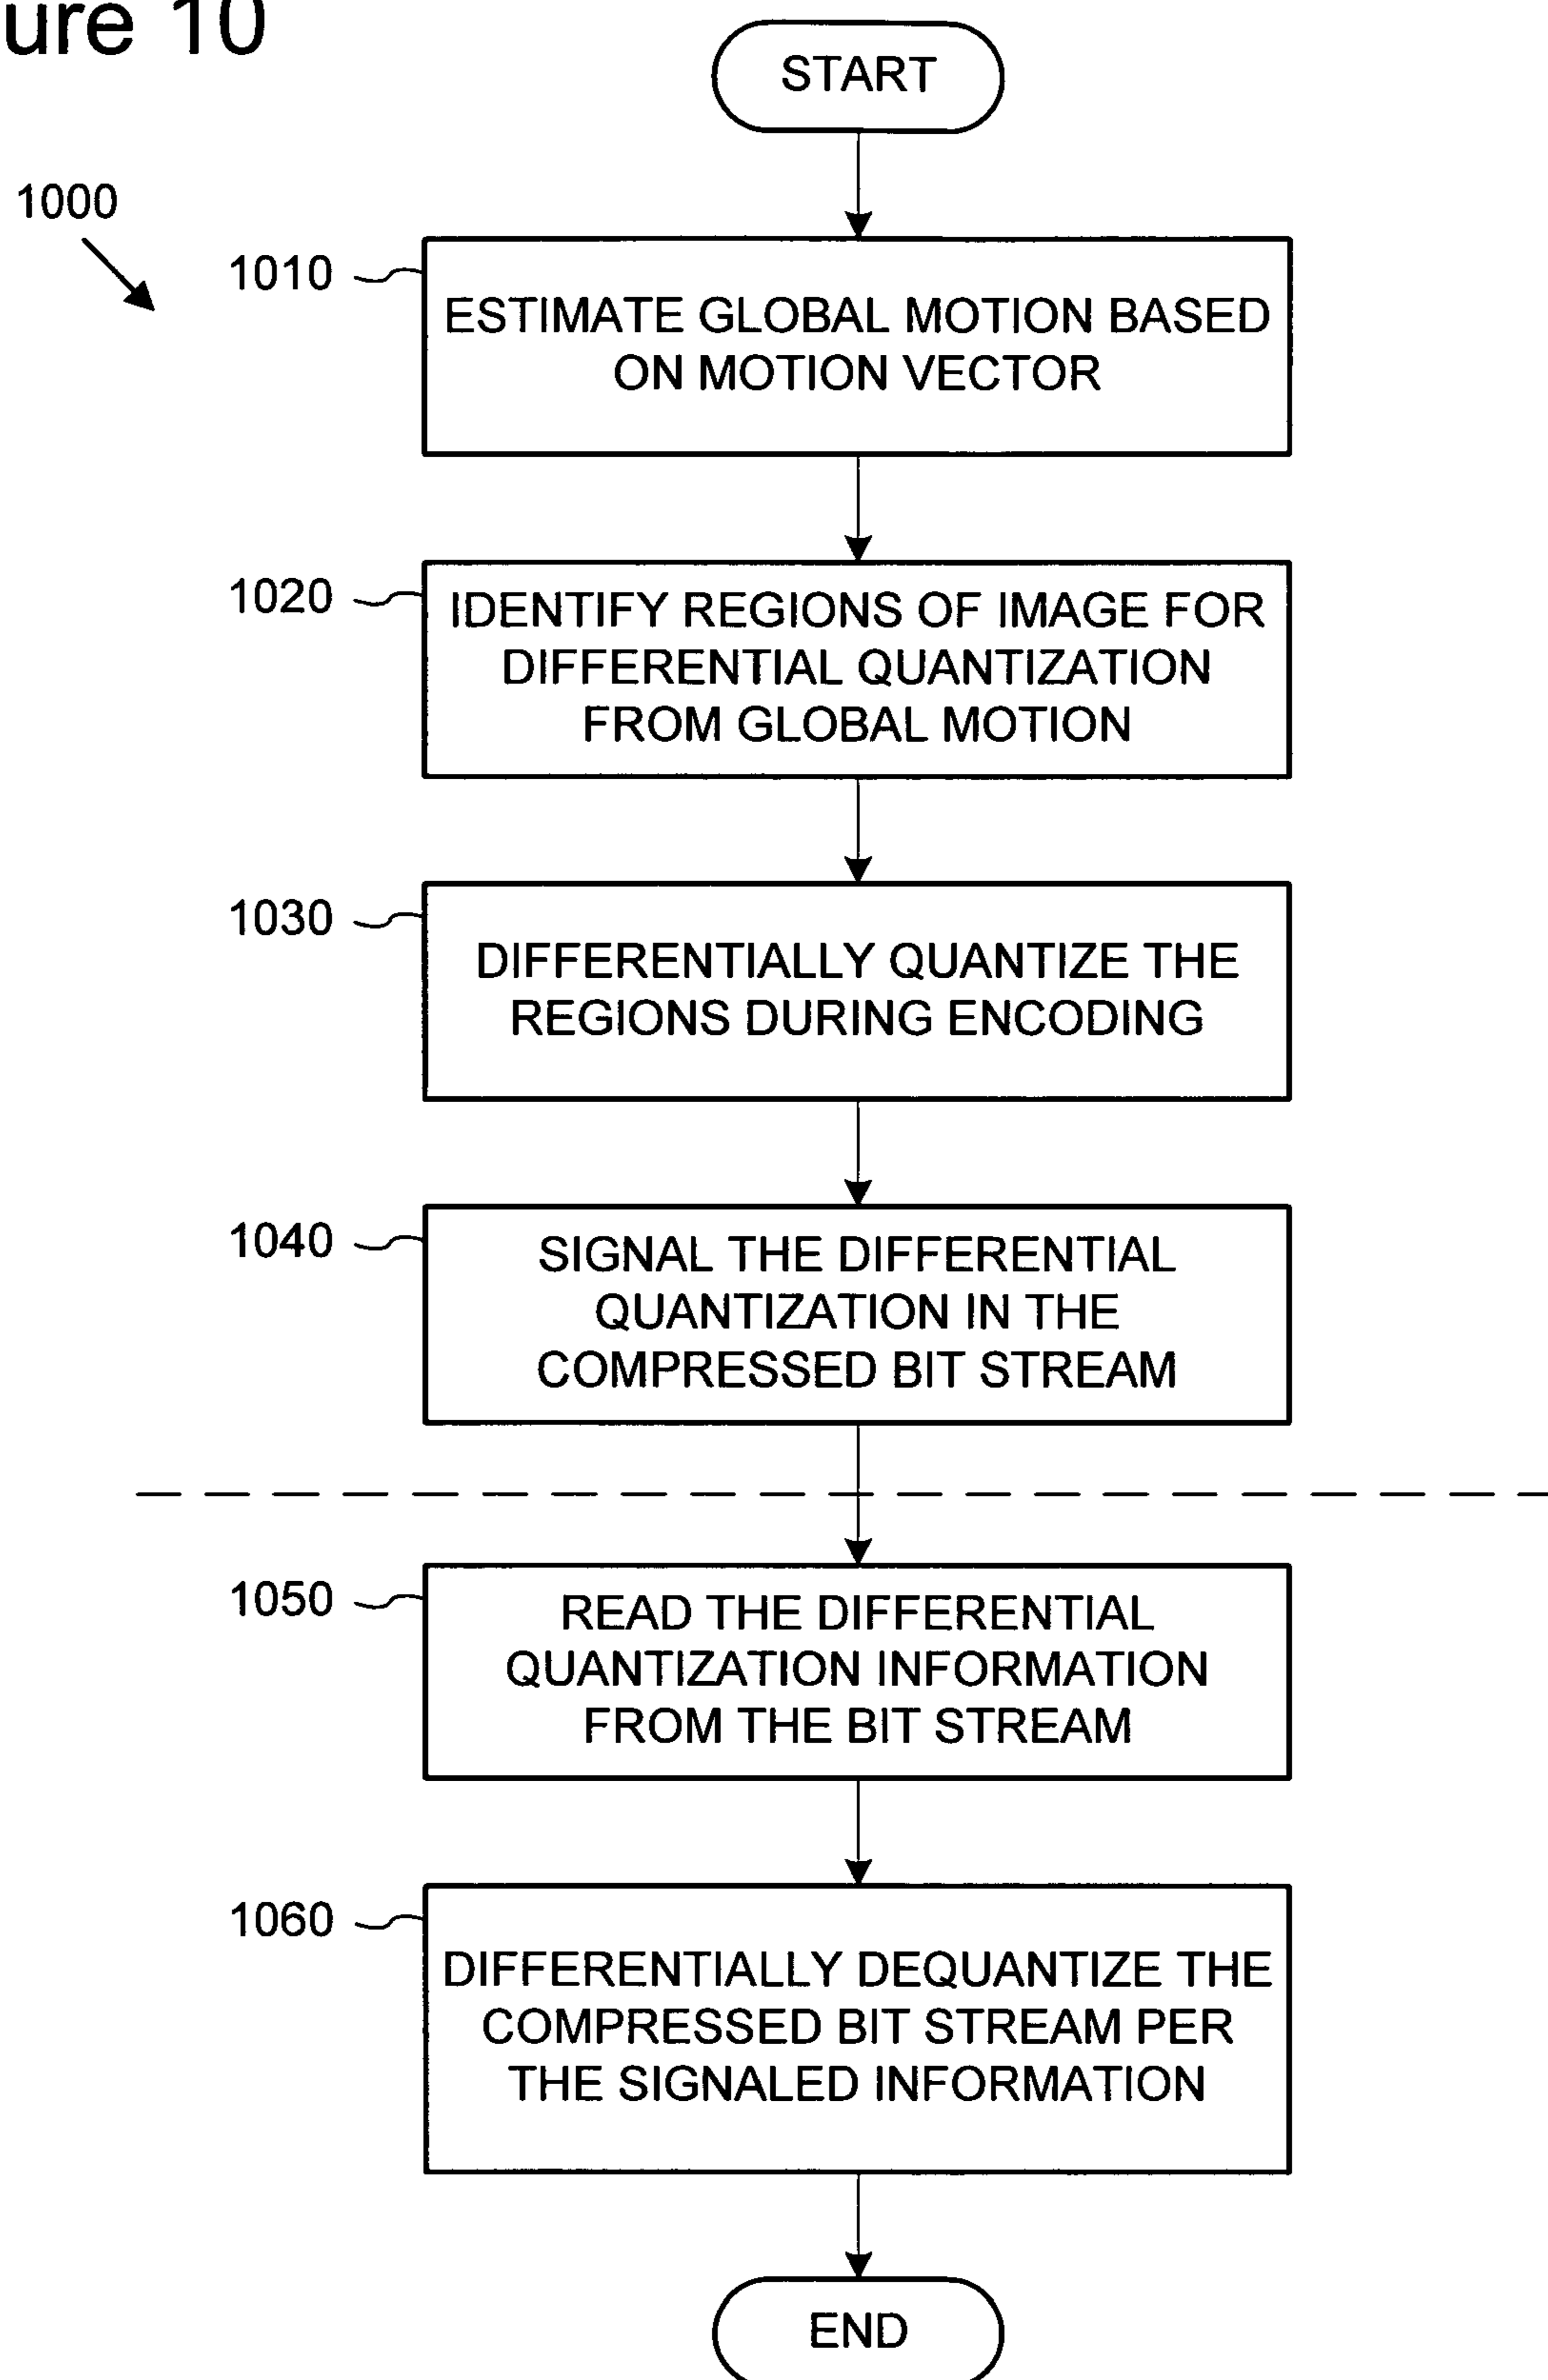 ure 10
START
1000
1010
ESTIMATE GLOBAL MOTION BASED
ON MOTION VECTOR
1020
IDENTIFY REGIONS OF IMAGE FOR
DIFFERENTIAL QUANTIZATION
FROM GLOBAL MOTION
1030
DIFFERENTIALLY QUANTIZE THE
REGIONS DURING ENCODING
1040
SIGNAL THE DIFFERENTIAL
QUANTIZATION IN THE
COMPRESSED BIT STREAM
1050
READ THE DIFFERENTIAL
QUANTIZATION INFORMATION
FROM THE BIT STREAM
1060
DIFFERENTIALLY DEQUANTIZE THE
COMPRESSED BIT STREAM PER
THE SIGNALED INFORMATION
END